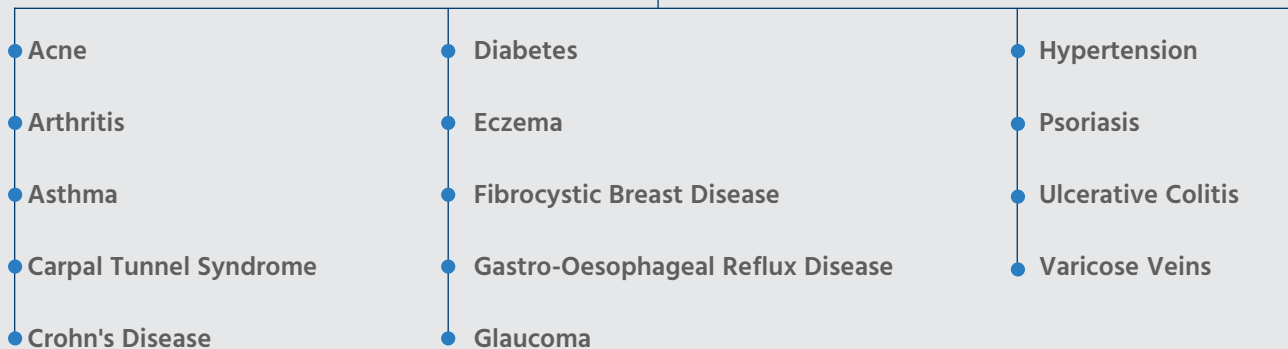 Acne
Arthritis
Asthma
Carpal Tunnel Syndrome
Crohn's Disease
Diabetes
Eczema
Fibrocystic Breast Disease
Gastro-Oesophageal Reflux Disease
Glaucoma
Hypertension
Psoriasis
Ulcerative Colitis
Varicose Veins